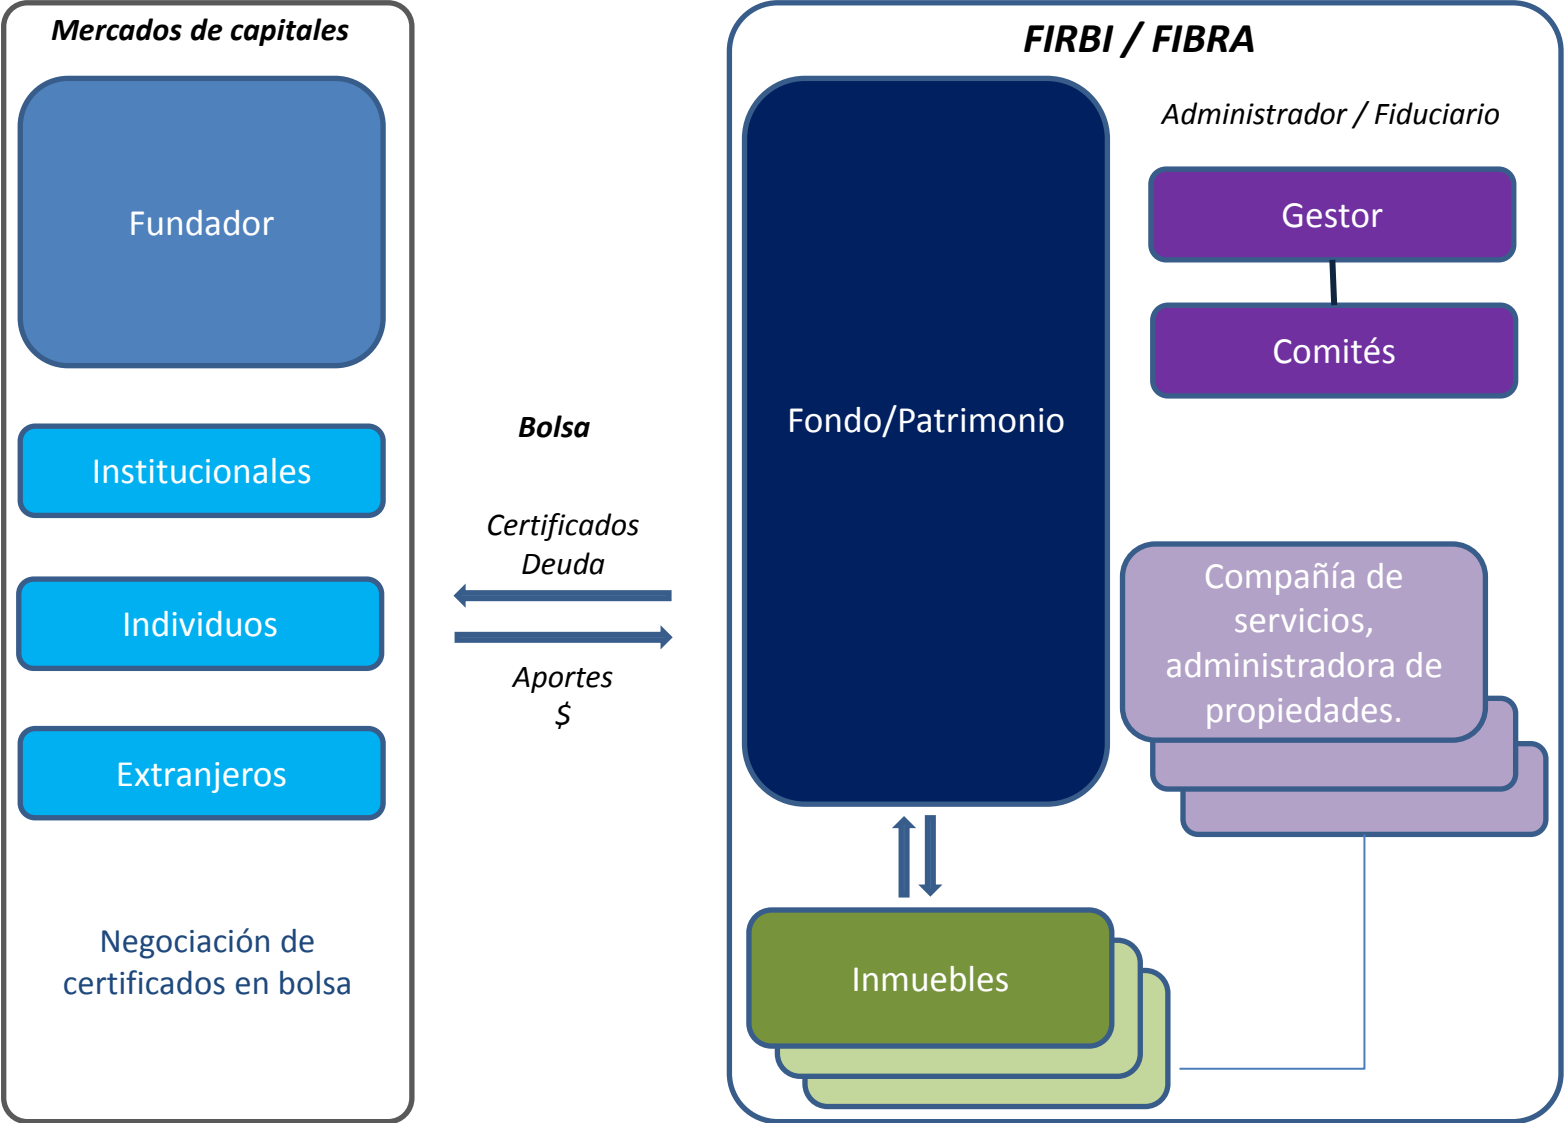 Mercados de capitales
Fundador
Institucionales
Individuos
Extranjeros
Negociación de
certificados en bolsa
Bolsa
Certificados
Deuda
Aportes
$
FIRBI / FIBRA
Fondo/Patrimonio
Administrador / Fiduciario
Gestor
Comités
Compañía de
servicios,
administradora de
propiedades.
Inmuebles